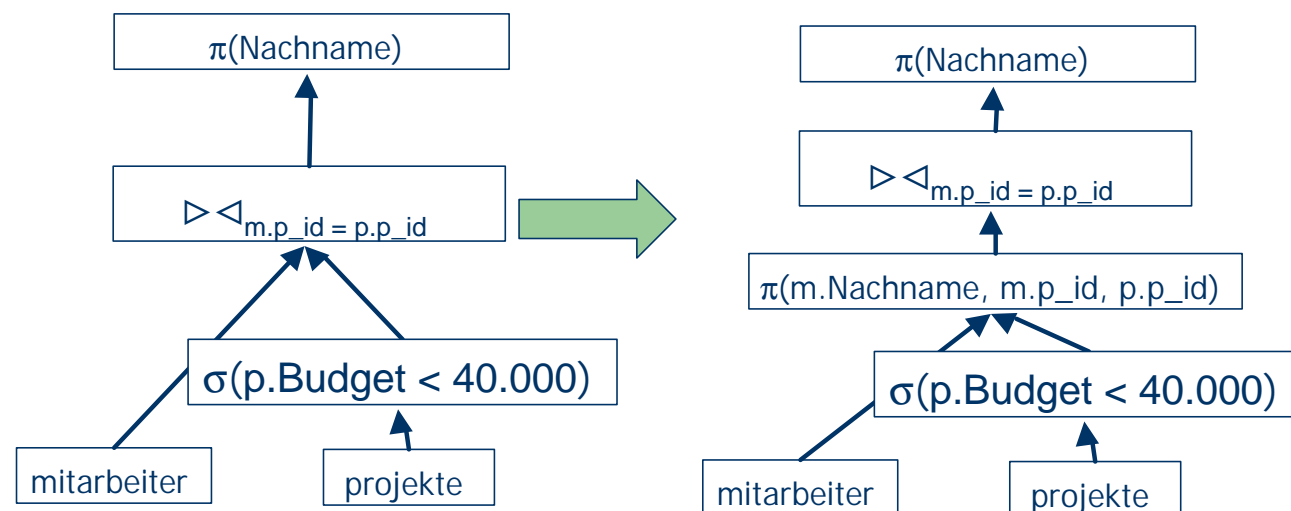 π(Nachname)
▷◁m.p_id = p.p_id
σ(p.Budget < 40.000)
mitarbeiter
projekte
π(Nachname)
▷◁m.p_id = p.p_id
π(m.Nachname, m.p_id, p.p_id)
σ(p.Budget < 40.000)
mitarbeiter
projekte